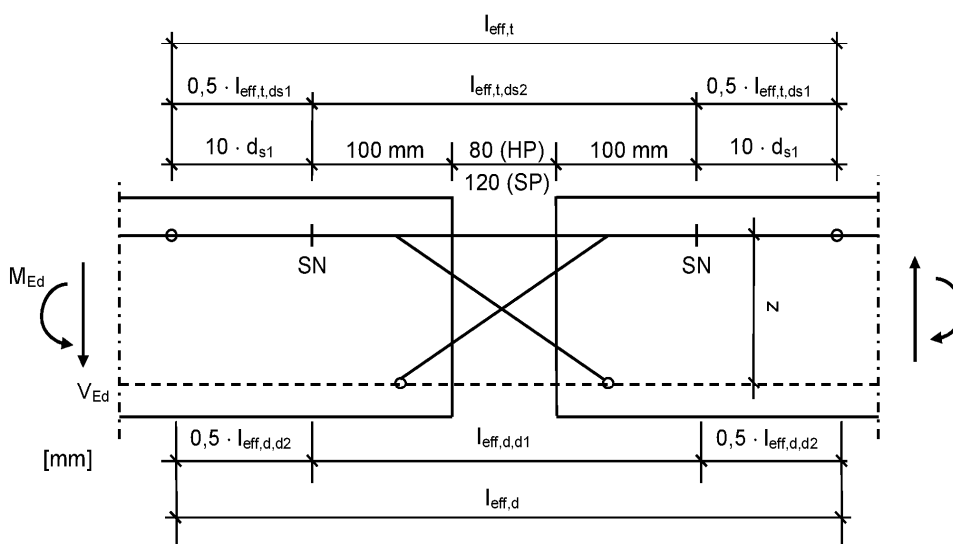 l_eff,t
0,5 · l_eff,t,ds1
l_eff,t,ds2
0,5 · l_eff,t,ds1
10 · d_s1
100 mm
80 (HP)
100 mm
10 · d_s1
120 (SP)
SN
SN
M_Ed
z
V_Ed
0,5 · l_eff,d,d2
l_eff,d,d1
0,5 · l_eff,d,d2
[mm]
l_eff,d